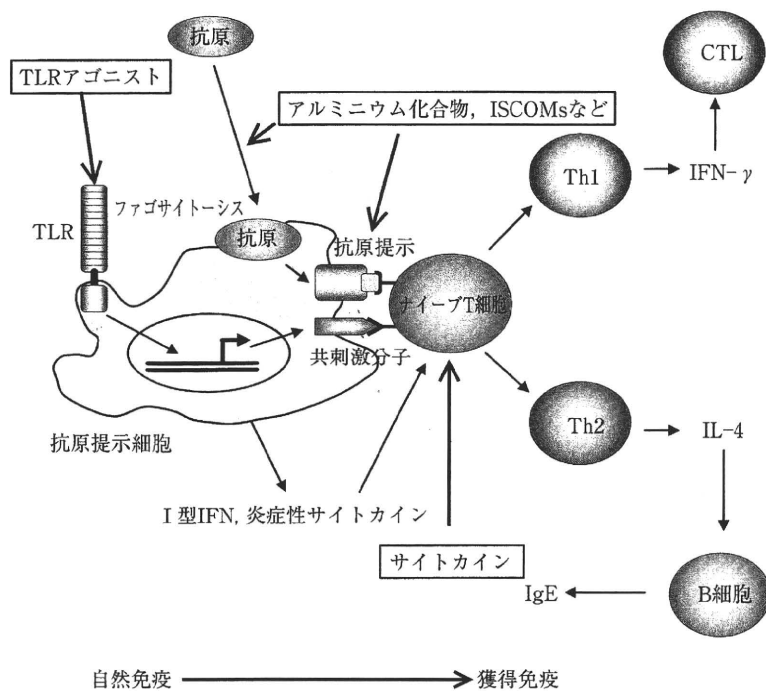 抗原
CTL
TLRアゴニスト
アルミニウム化合物, ISCOMsなど
Th1
IFN-γ
ファゴサイトーシス
TLR
抗原
抗原提示
ナイーブT細胞
共刺激分子
Th2
IL-4
抗原提示細胞
I型IFN, 炎症性サイトカイン
サイトカイン
IgE
B細胞
自然免疫
獲得免疫